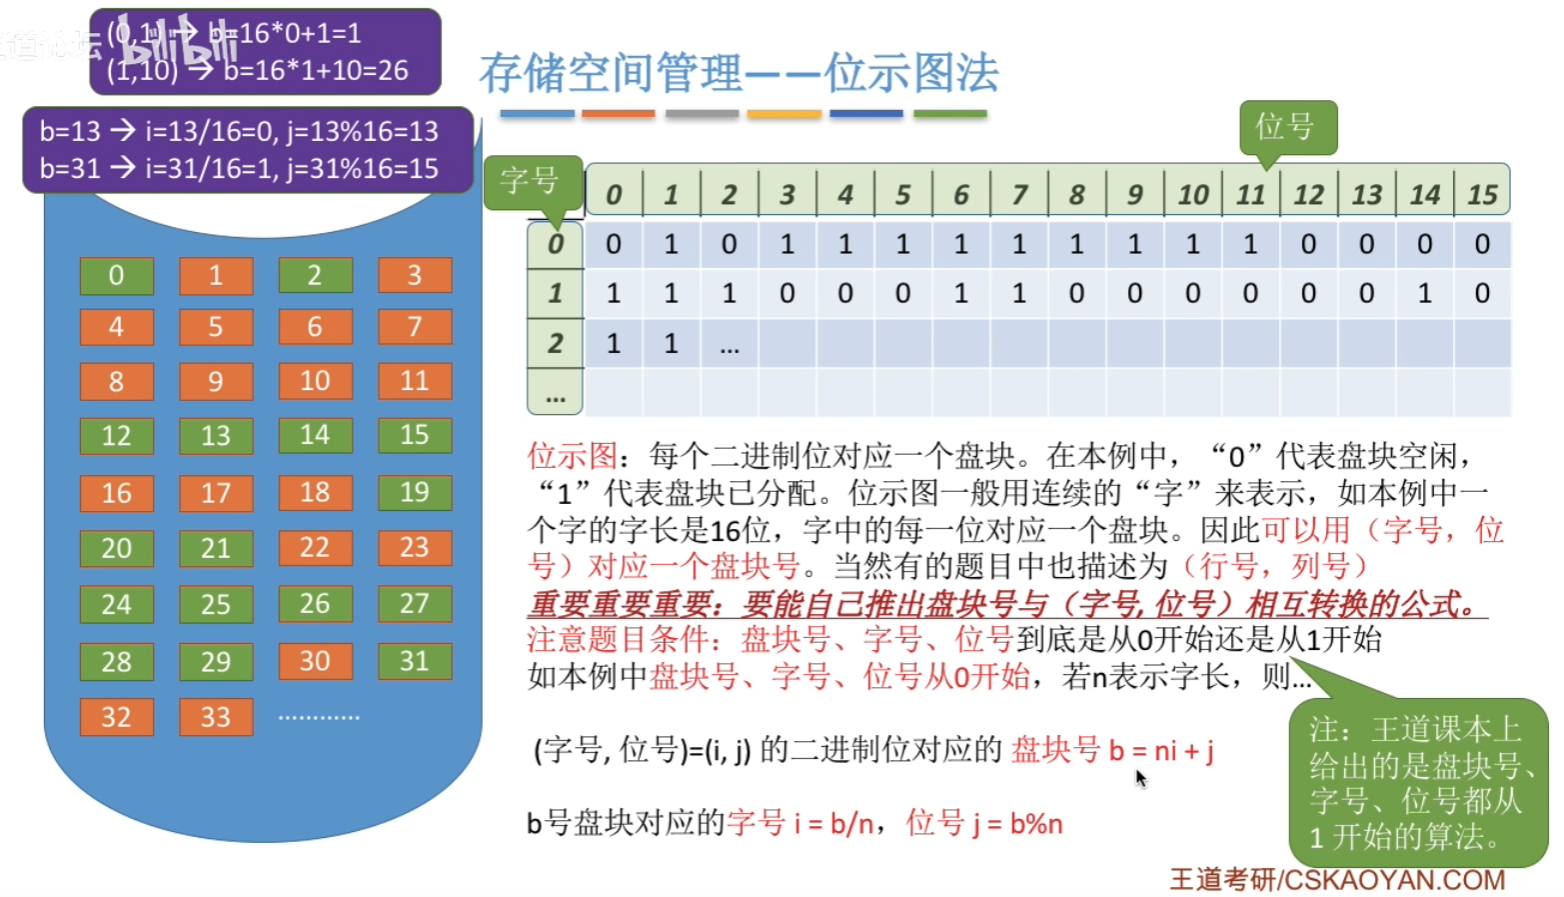 (0,1) → b=16*0+1=1
(1,10) → b=16*1+10=26
bilibili
b=13 → i=13/16=0, j=13%16=13
b=31 → i=31/16=1, j=31%16=15
存储空间管理——位示图法
位号
字号
0 1 2 3 4 5 6 7 8 9 10 11 12 13 14 15
0 0 1 0 1 1 1 1 1 1 1 1 1 0 0 0 0
1 1 1 1 0 0 0 1 1 0 0 0 0 0 0 1 0
2 1 1 ...
...
0 1 2 3
4 5 6 7
8 9 10 11
12 13 14 15
16 17 18 19
20 21 22 23
24 25 26 27
28 29 30 31
32 33 …………
位示图：每个二进制位对应一个盘块。在本例中，“0”代表盘块空闲，
“1”代表盘块已分配。位示图一般用连续的“字”来表示，如本例中一
个字的字长是16位，字中的每一位对应一个盘块。因此可以用（字号，位
号）对应一个盘块号。当然有的题目中也描述为（行号，列号）
重要重要重要：要能自己推出盘块号与（字号, 位号）相互转换的公式。
注意题目条件：盘块号、字号、位号到底是从0开始还是从1开始
如本例中盘块号、字号、位号从0开始，若n表示字长，则...
(字号, 位号)=(i, j) 的二进制位对应的 盘块号 b = ni + j
b号盘块对应的字号 i = b/n，位号 j = b%n
注：王道课本上
给出的是盘块号、
字号、位号都从
1 开始的算法。
王道考研/CSKAOYAN.COM